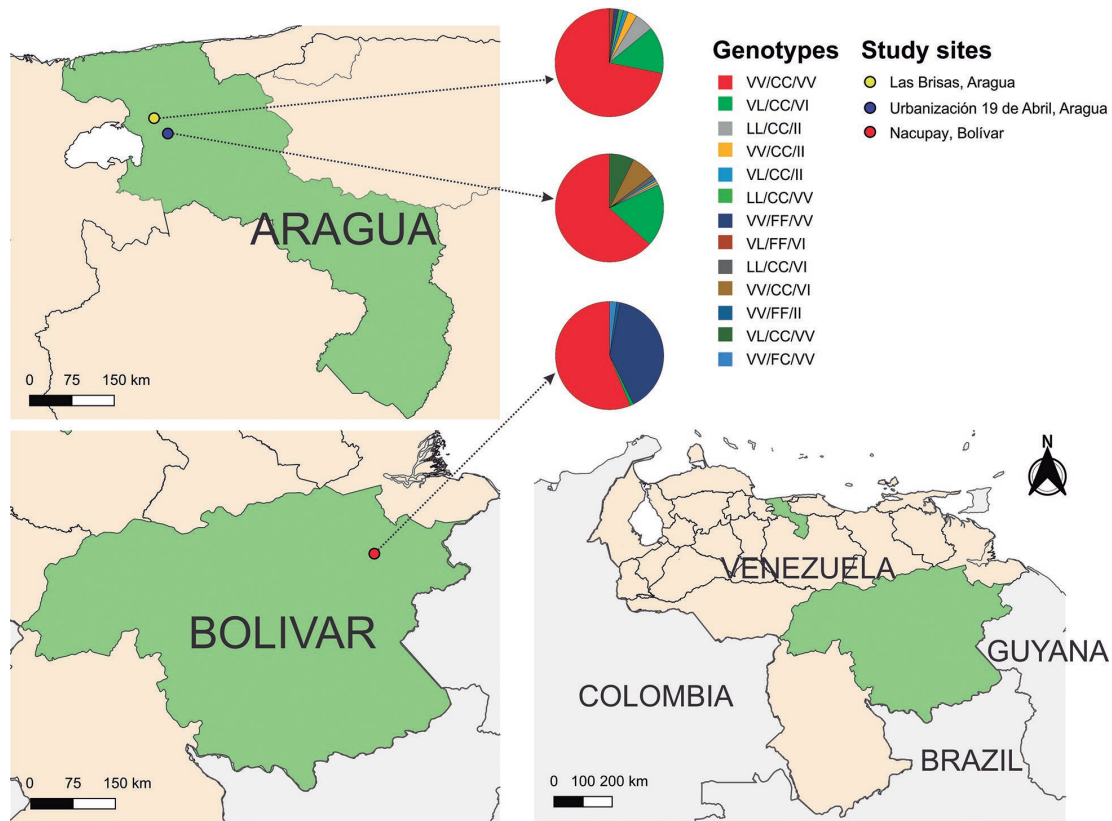 Genotypes
VV/CC/VV
VL/CC/VI
LL/CC/II
VV/CC/II
VL/CC/II
LL/CC/VV
VV/FF/VV
VL/FF/VI
LL/CC/VI
VV/CC/VI
VV/FF/II
VL/CC/VV
VV/FC/VV
Study sites
Las Brisas, Aragua
Urbanización 19 de Abril, Aragua
Nacupay, Bolívar
ARAGUA
0 75 150 km
BOLIVAR
0 75 150 km
N
VENEZUELA
GUYANA
COLOMBIA
BRAZIL
0 100 200 km